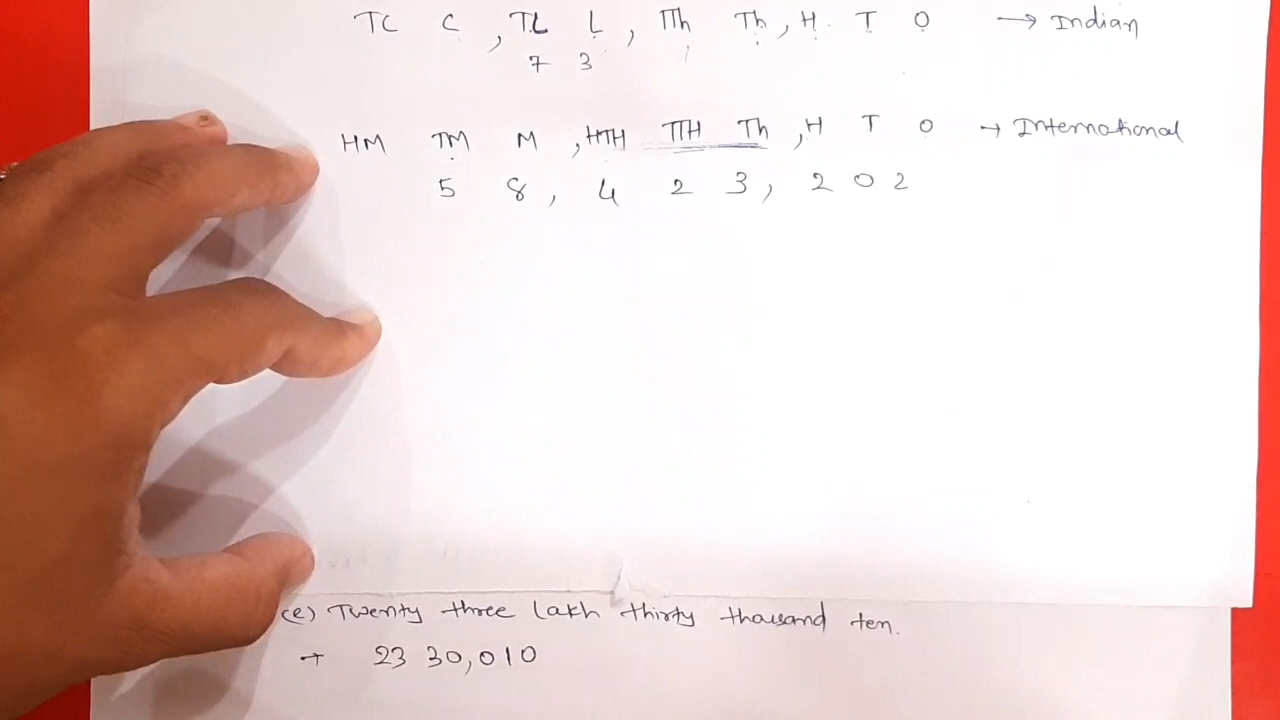 TC C , TL L , TTh Th , H T O → Indian
7 3
HM TM M , HTH TTH Th , H T O → International
5 8 , 4 2 3 , 2 0 2
(e) Twenty three lakh thirty thousand ten.
→ 23 30,010